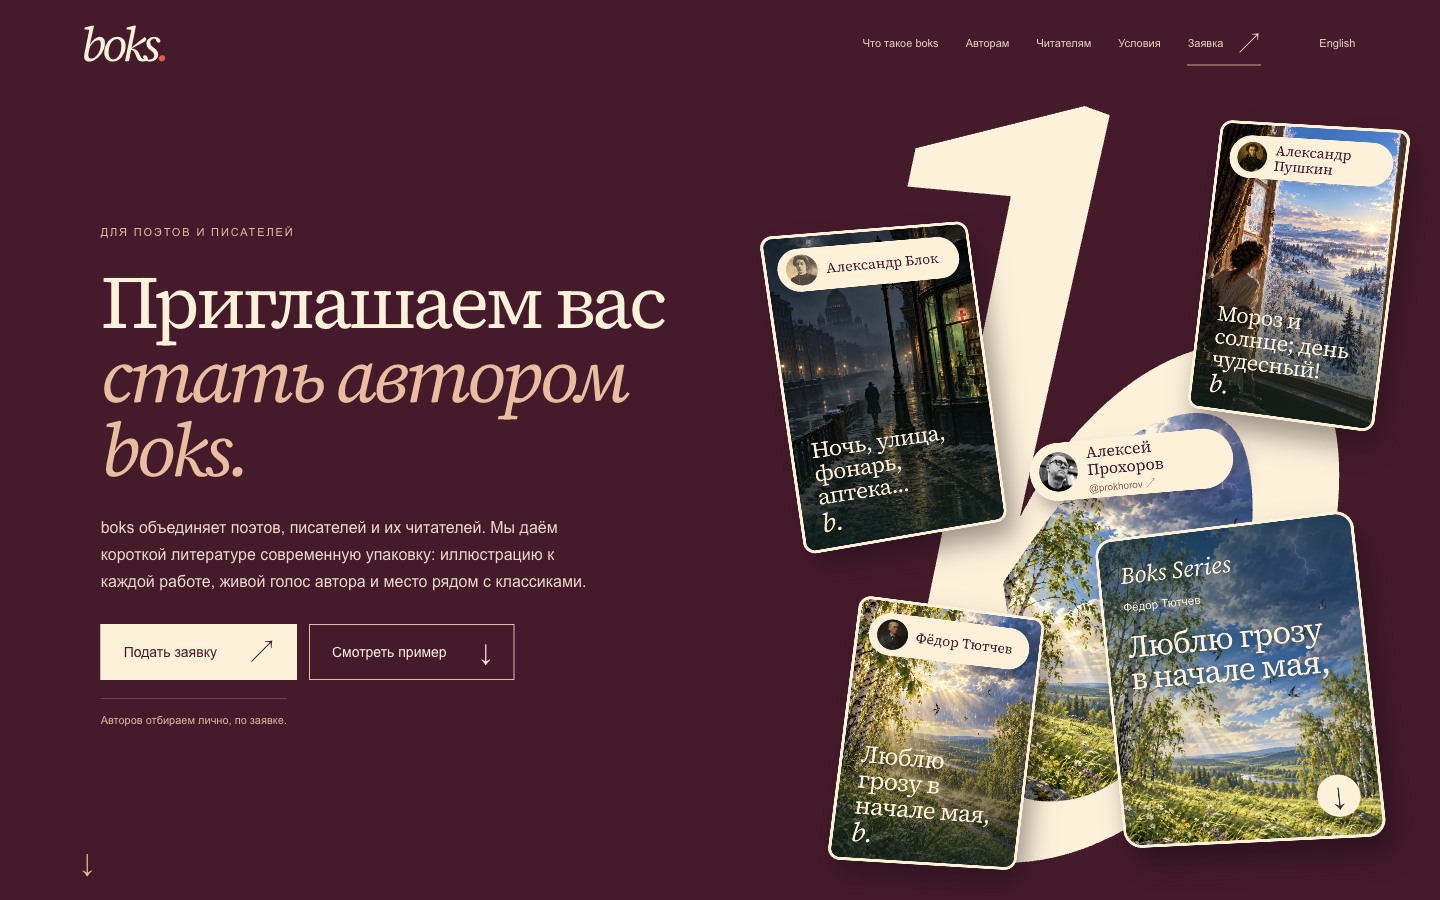 boks.
Что такое boks
Авторам
Читателям
Условия
Заявка
English
ДЛЯ ПОЭТОВ И ПИСАТЕЛЕЙ
Приглашаем вас
стать автором
boks.
boks объединяет поэтов, писателей и их читателей. Мы даём
короткой литературе современную упаковку: иллюстрацию к
каждой работе, живой голос автора и место рядом с классиками.
Подать заявку
Смотреть пример
Авторов отбираем лично, по заявке.
Александр Блок
Ночь, улица,
фонарь,
аптека...
b.
Александр
Пушкин
Мороз и
солнце; день
чудесный!
b.
Алексей
Прохоров
@prokhorov
Фёдор Тютчев
Люблю
грозу в
начале мая,
b.
Boks Series
Фёдор Тютчев
Люблю грозу
в начале мая,